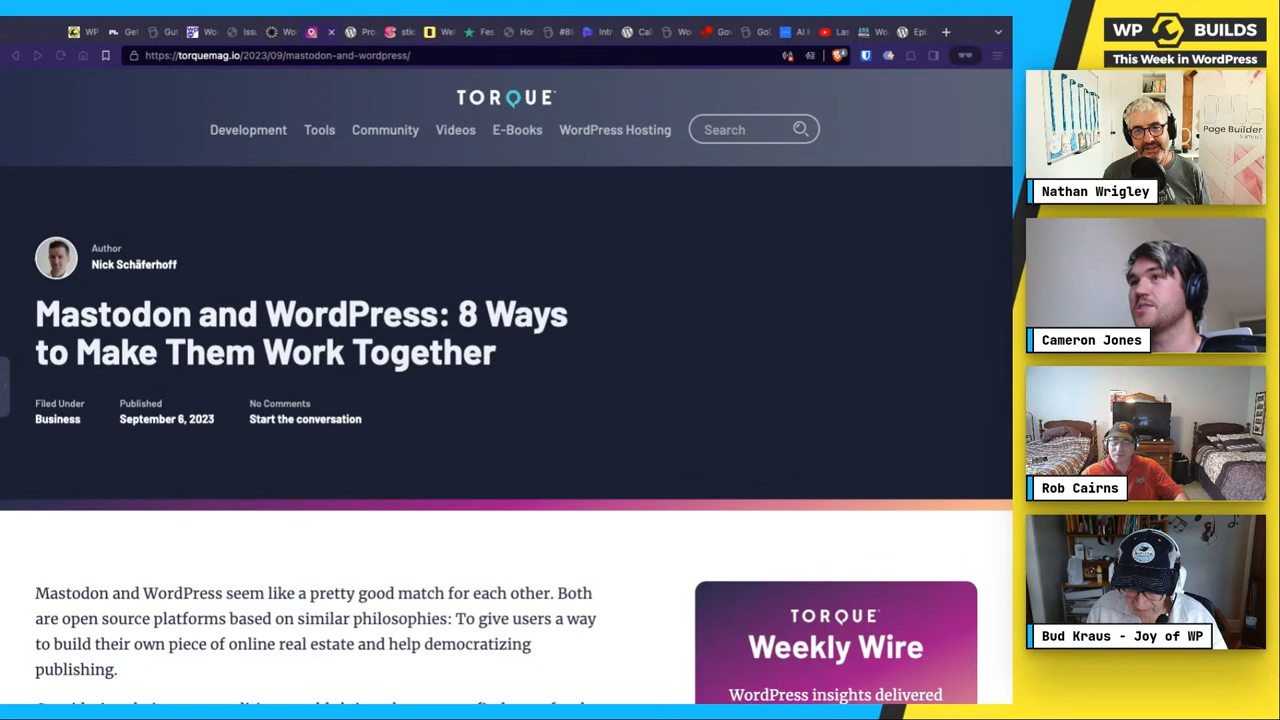 WP
Gut
https://torquemag.io/2023/09/mastodon-and-wordpress/
TORQUE
Development Tools Community Videos E-Books WordPress Hosting
Search
Author
Nick Schäferhoff
Mastodon and WordPress: 8 Ways
to Make Them Work Together
Filed Under
Business
Published
September 6, 2023
No Comments
Start the conversation
Mastodon and WordPress seem like a pretty good match for each other. Both
are open source platforms based on similar philosophies: To give users a way
to build their own piece of online real estate and help democratizing
publishing.
TORQUE
Weekly Wire
WordPress insights delivered
WP BUILDS
This Week in WordPress
Page Builder
Nathan Wrigley
Cameron Jones
Rob Cairns
Bud Kraus - Joy of WP